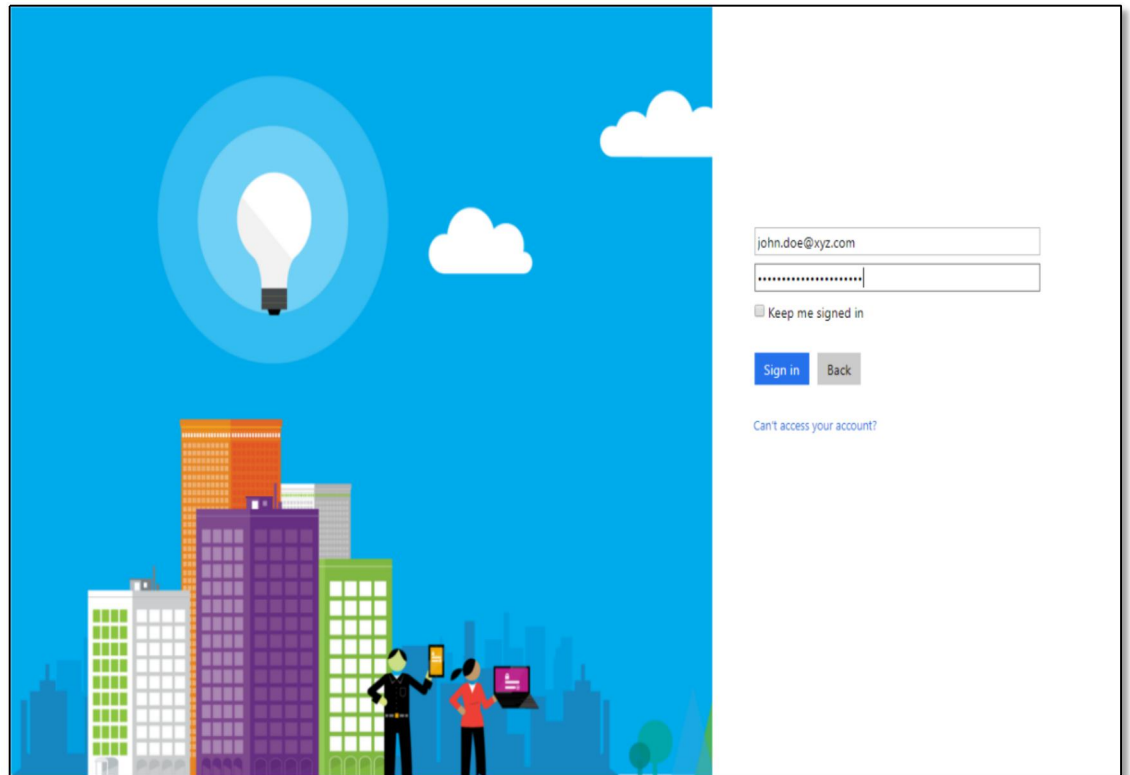 john.doe@xyz.com
••••••••••••••••••••••
Keep me signed in
Sign in
Back
Can't access your account?